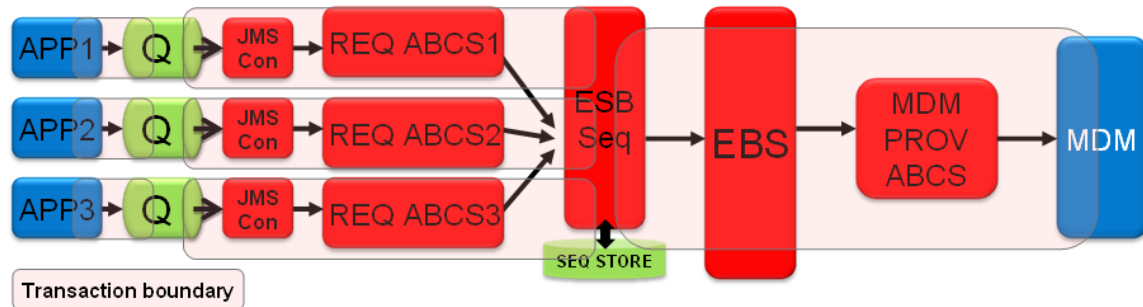 APP1
Q
JMS
Con
REQ ABCS1
APP2
Q
JMS
Con
REQ ABCS2
APP3
Q
JMS
Con
REQ ABCS3
ESB
Seq
SEQ STORE
EBS
MDM
PROV
ABCS
MDM
Transaction boundary